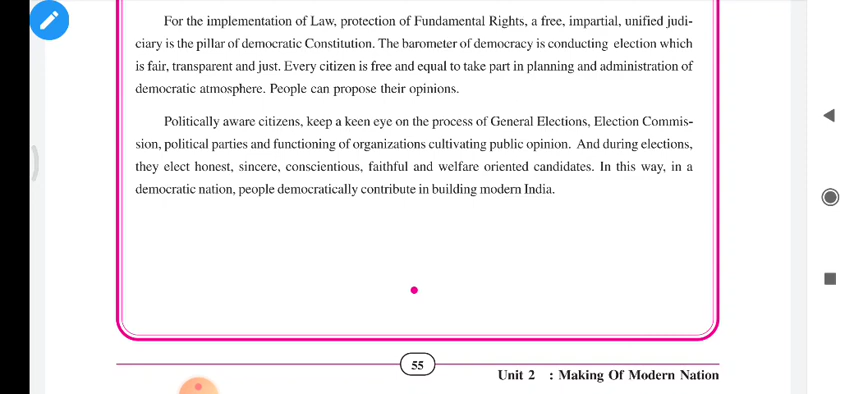 For the implementation of Law, protection of Fundamental Rights, a free, impartial, unified judi-
ciary is the pillar of democratic Constitution. The barometer of democracy is conducting election which
is fair, transparent and just. Every citizen is free and equal to take part in planning and administration of
democratic atmosphere. People can propose their opinions.
Politically aware citizens, keep a keen eye on the process of General Elections, Election Commis-
sion, political parties and functioning of organizations cultivating public opinion. And during elections,
they elect honest, sincere, conscientious, faithful and welfare oriented candidates. In this way, in a
democratic nation, people democratically contribute in building modern India.
55
Unit 2 : Making Of Modern Nation